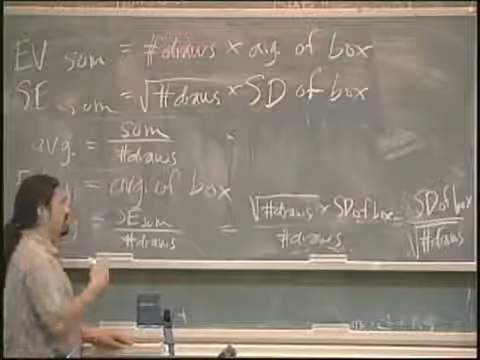 EV sum = #draws × avg. of box
SE sum = √#draws × SD of box
avg. = sum / #draws
= avg. of box
SE sum / #draws = √#draws × SD of box / #draws = SD of box / √#draws